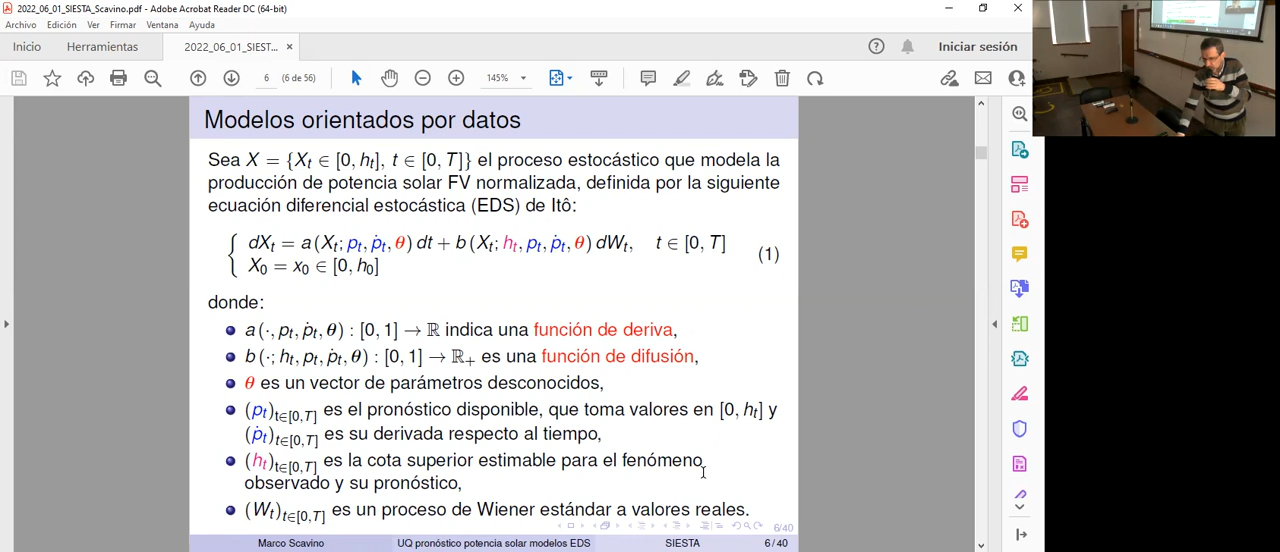 2022_06_01_SIESTA_Scavino.pdf - Adobe Acrobat Reader DC (64-bit)
Archivo Edición Ver Firmar Ventana Ayuda
Inicio Herramientas 2022_06_01_SIEST... × Iniciar sesión
6 (6 de 56) 145%
Modelos orientados por datos
Sea X = {X_t ∈ [0, h_t], t ∈ [0, T]} el proceso estocástico que modela la
producción de potencia solar FV normalizada, definida por la siguiente
ecuación diferencial estocástica (EDS) de Itô:
dX_t = a (X_t; p_t, ṗ_t, θ) dt + b (X_t; h_t, p_t, ṗ_t, θ) dW_t, t ∈ [0, T]
X_0 = x_0 ∈ [0, h_0]
(1)
donde:
a (·, p_t, ṗ_t, θ) : [0, 1] → ℝ indica una función de deriva,
b (·; h_t, p_t, ṗ_t, θ) : [0, 1] → ℝ_+ es una función de difusión,
θ es un vector de parámetros desconocidos,
(p_t)_{t∈[0,T]} es el pronóstico disponible, que toma valores en [0, h_t] y
(ṗ_t)_{t∈[0,T]} es su derivada respecto al tiempo,
(h_t)_{t∈[0,T]} es la cota superior estimable para el fenómeno
observado y su pronóstico,
(W_t)_{t∈[0,T]} es un proceso de Wiener estándar a valores reales.
6/40
Marco Scavino UQ pronóstico potencia solar modelos EDS SIESTA 6 / 40